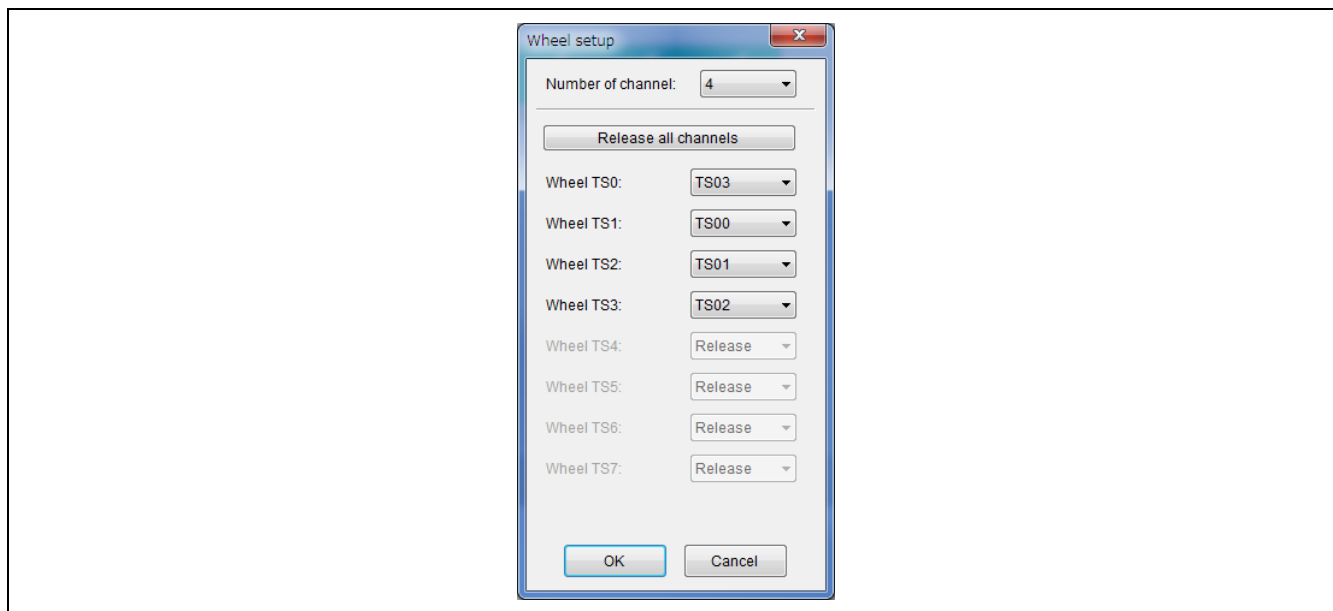 Wheel setup
Number of channel: 4
Release all channels
Wheel TS0: TS03
Wheel TS1: TS00
Wheel TS2: TS01
Wheel TS3: TS02
Wheel TS4: Release
Wheel TS5: Release
Wheel TS6: Release
Wheel TS7: Release
OK Cancel